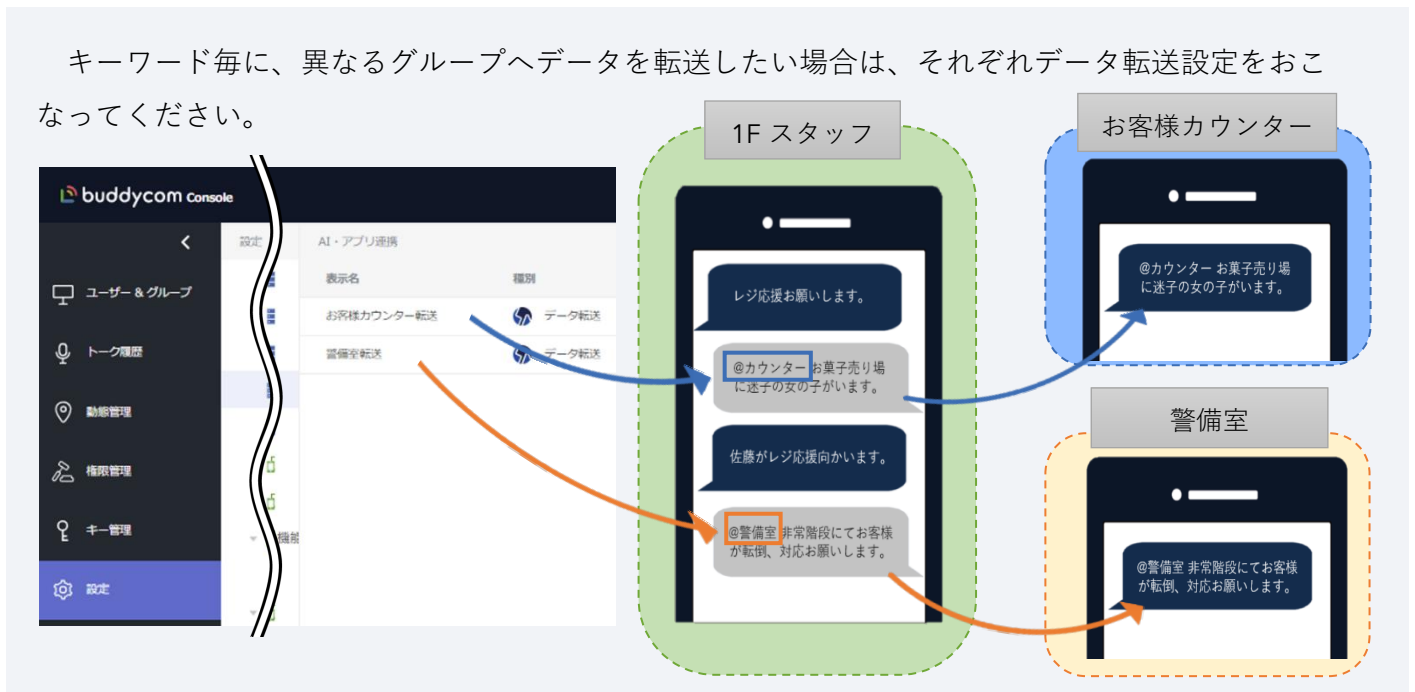 キーワード毎に、異なるグループへデータを転送したい場合は、それぞれデータ転送設定をおこ
なってください。
buddycom Console
ユーザー & グループ
トーク履歴
動態管理
権限管理
キー管理
設定
設定
機能
AI・アプリ連携
表示名 種別
お客様カウンター転送 データ転送
警備室転送 データ転送
1F スタッフ
レジ応援お願いします。
@カウンター お菓子売り場
に迷子の女の子がいます。
佐藤がレジ応援向かいます。
@警備室 非常階段にてお客様
が転倒、対応お願いします。
お客様カウンター
@カウンター お菓子売り場
に迷子の女の子がいます。
警備室
@警備室 非常階段にてお客様
が転倒、対応お願いします。